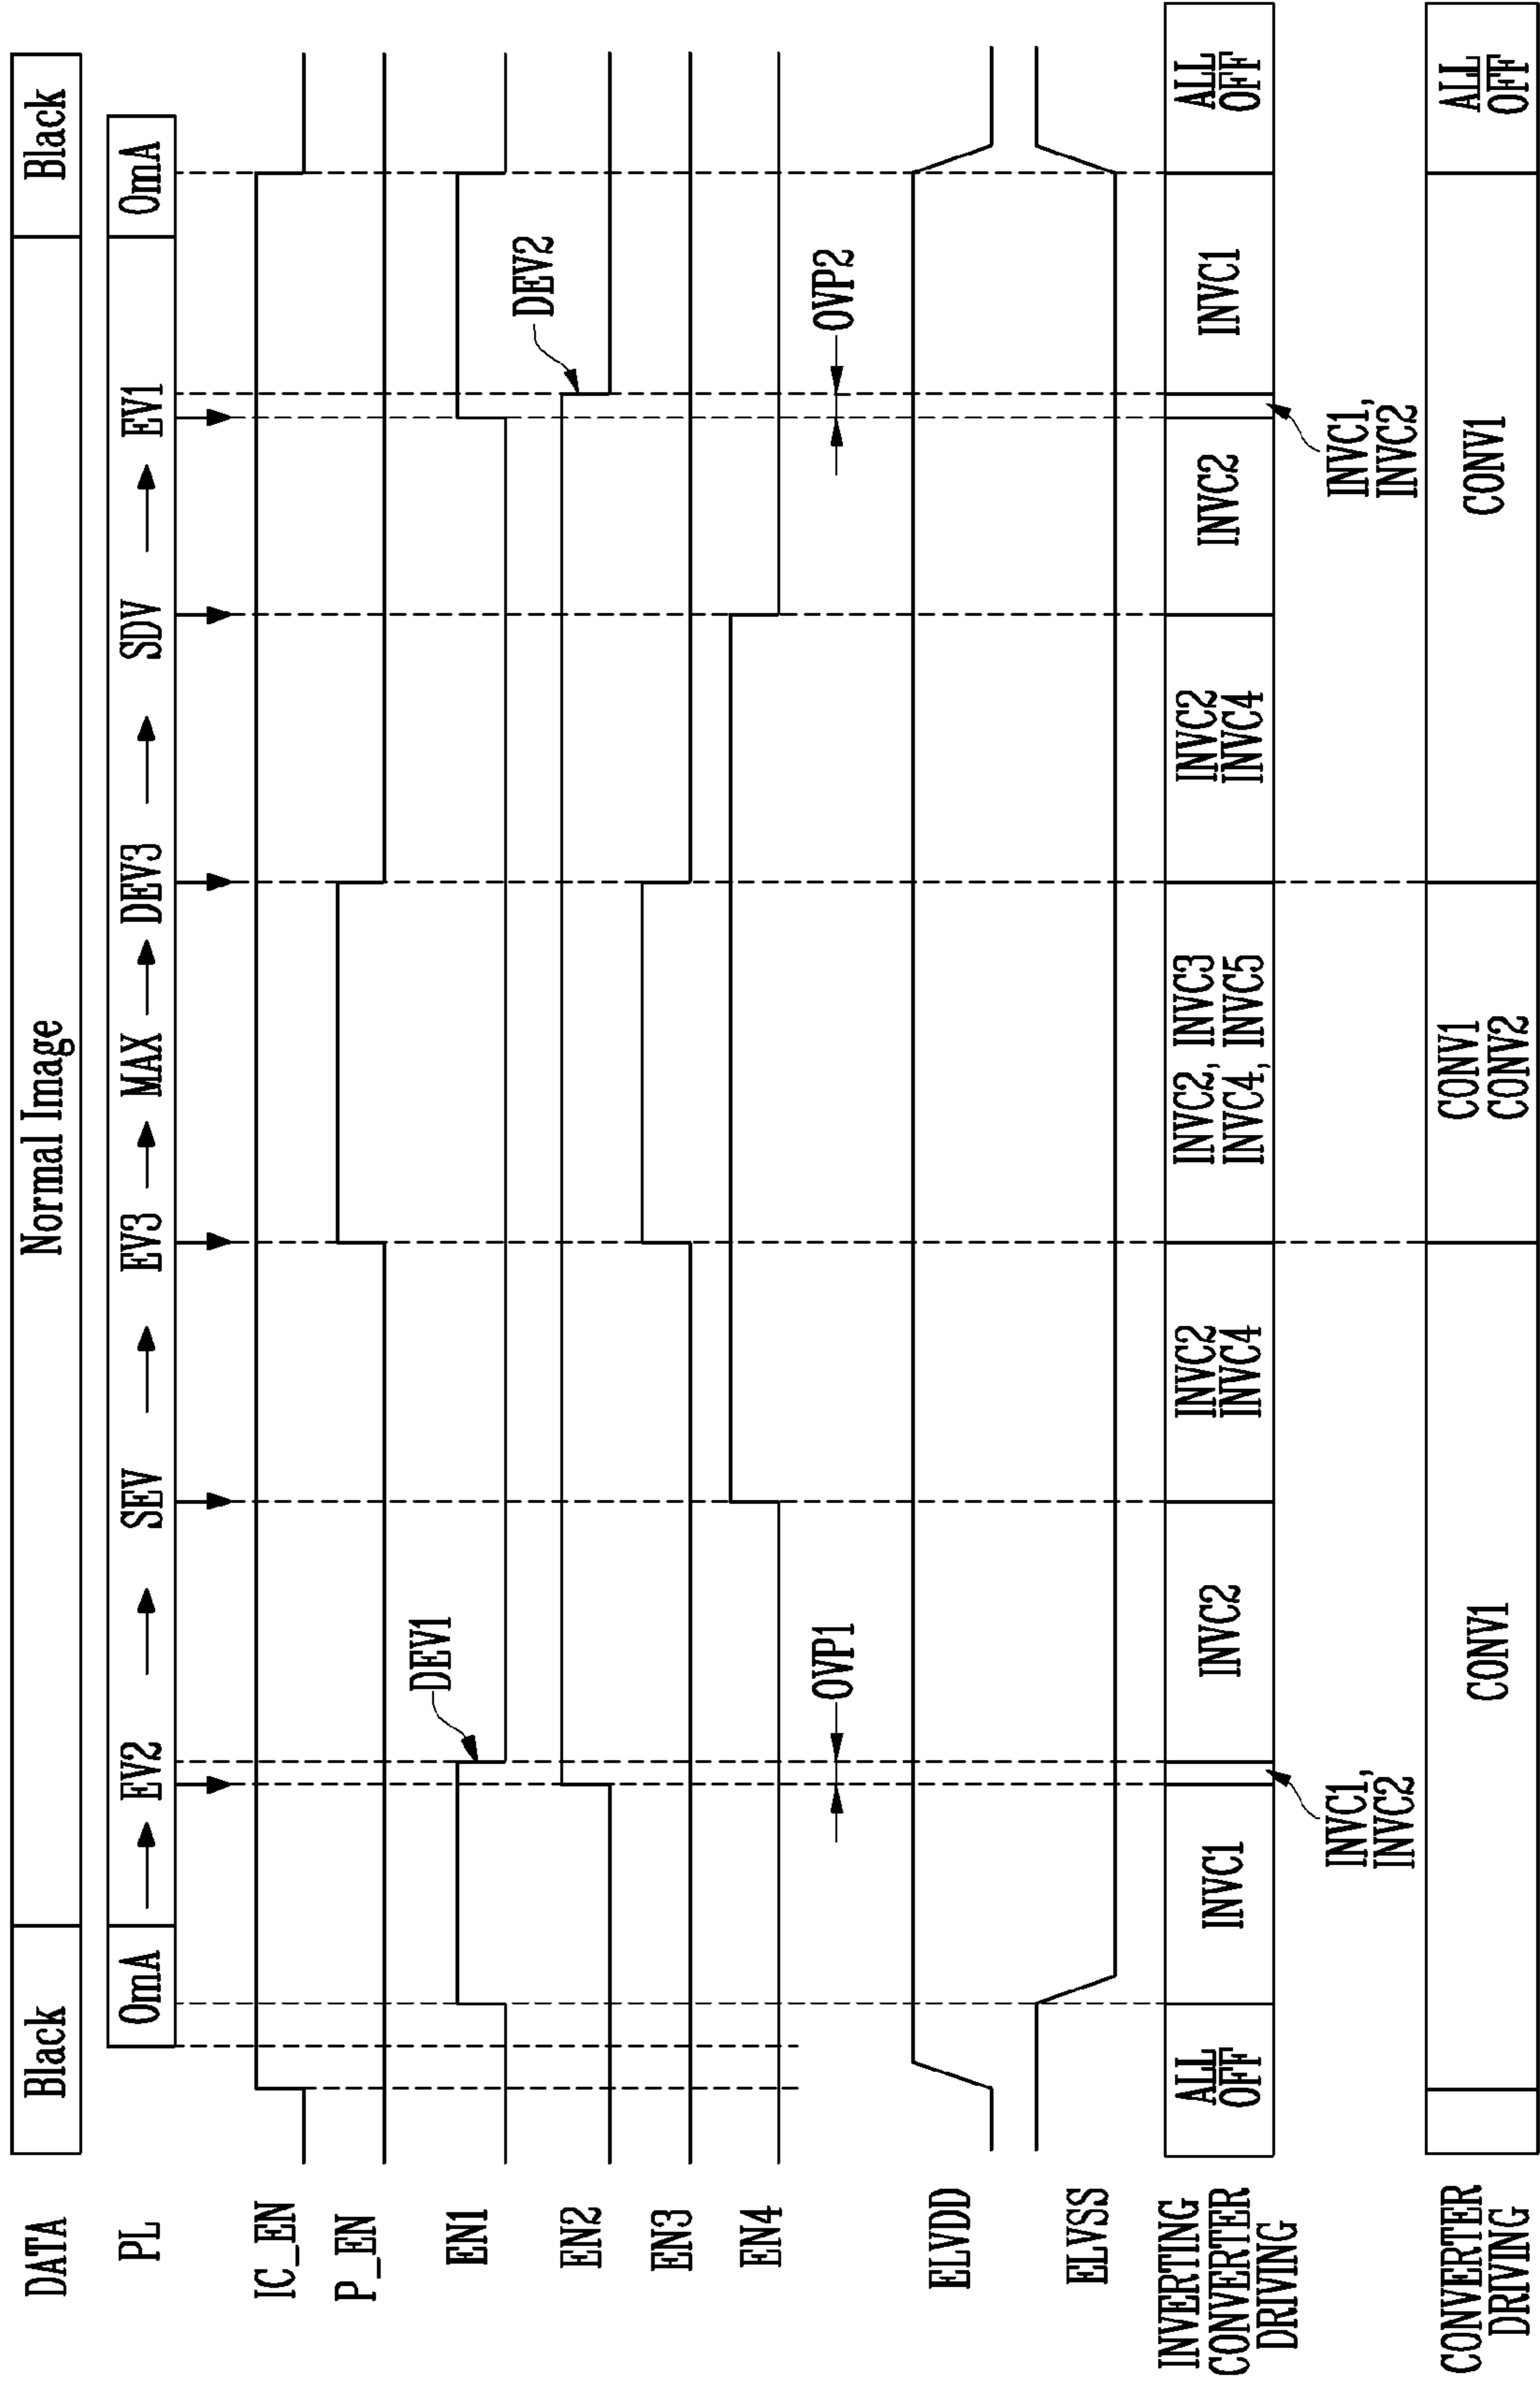 DATA
Black
Normal Image
Black
PL
0mA
EV2
SEV
EV3
MAX
DEV3
SDV
EV1
0mA
IC_EN
P_EN
EN1
DEV1
EN2
DEV2
EN3
EN4
OVP1
OVP2
ELVDD
ELVSS
INVERTING
CONVERTER
DRIVING
ALL
OFF
INVC1
INVC2
INVC2
INVC4
INVC2, INVC3
INVC4, INVC5
INVC2
INVC4
INVC2
INVC1
ALL
OFF
INVC1,
INVC2
INVC1,
INVC2
CONVERTER
DRIVING
CONV1
CONV1
CONV2
CONV1
ALL
OFF